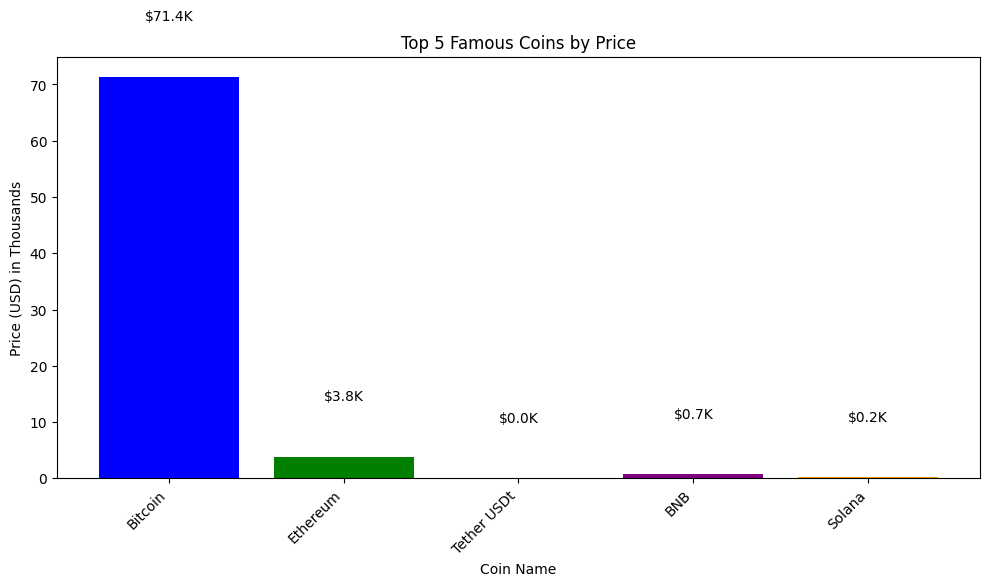 $71.4K
Top 5 Famous Coins by Price
Price (USD) in Thousands
70
60
50
40
30
20
10
0
$3.8K
$0.0K
$0.7K
$0.2K
Bitcoin
Ethereum
Tether USDt
BNB
Solana
Coin Name